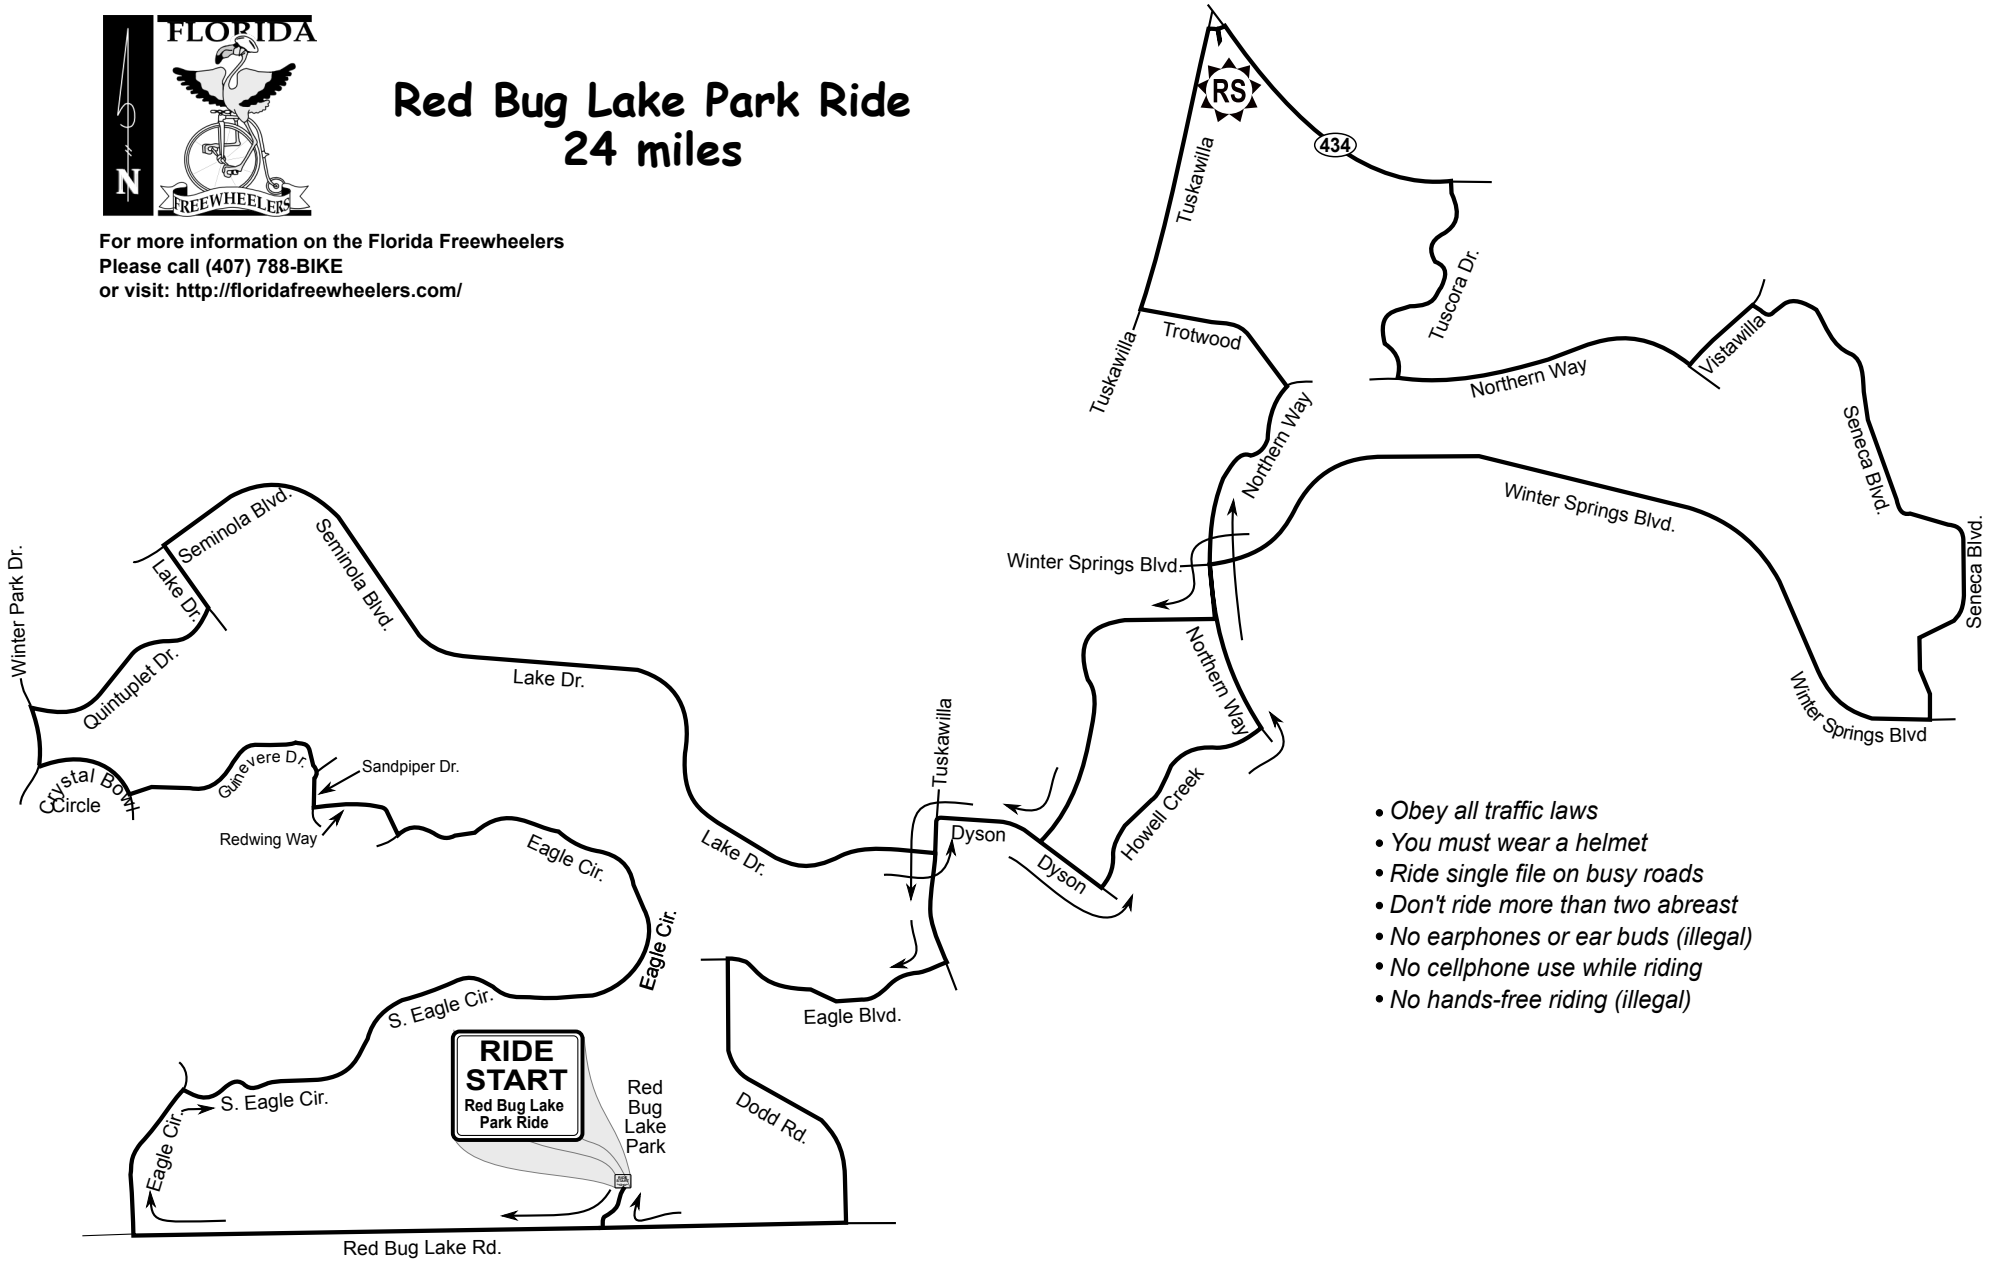 FLORIDA
FREEWHEELERS
N
Red Bug Lake Park Ride
24 miles
For more information on the Florida Freewheelers
Please call (407) 788-BIKE
or visit: http://floridafreewheelers.com/
RS
434
Tuskawilla
Tuscora Dr.
Trotwood
Tuskawilla
Vistawilla
Northern Way
Northern Way
Seneca Blvd.
Winter Springs Blvd.
Seminola Blvd.
Seminola Blvd.
Seneca Blvd.
Winter Park Dr.
Lake Dr.
Winter Springs Blvd.
Northern Way
Quintuplet Dr.
Lake Dr.
Winter Springs Blvd
Tuskawilla
Guinevere Dr.
Sandpiper Dr.
Crystal Bowl
Circle
Redwing Way
Howell Creek
Dyson
Dyson
Lake Dr.
Eagle Cir.
Eagle Cir.
• Obey all traffic laws
• You must wear a helmet
• Ride single file on busy roads
• Don't ride more than two abreast
• No earphones or ear buds (illegal)
• No cellphone use while riding
• No hands-free riding (illegal)
S. Eagle Cir.
Eagle Blvd.
RIDE
START
Red Bug Lake
Park Ride
Red
Bug
Lake
Park
S. Eagle Cir.
Dodd Rd.
Eagle Cir.
Red Bug Lake Rd.